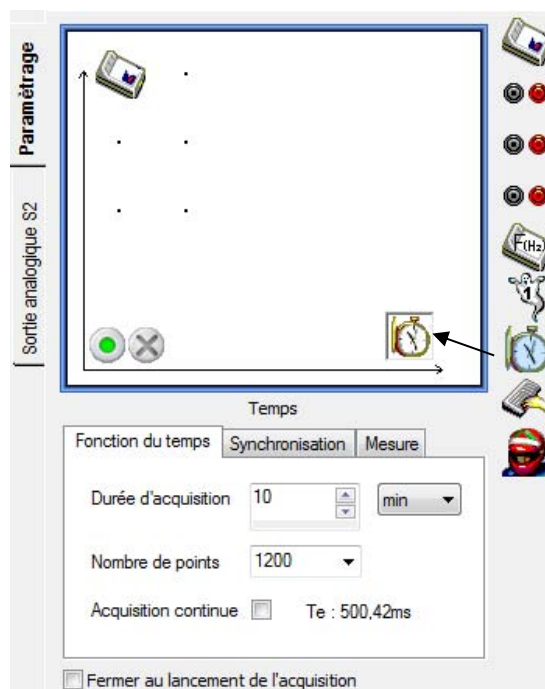 Paramétrage
Sortie analogique S2
F(Hz)
1
Temps
Fonction du temps Synchronisation Mesure
Durée d'acquisition 10 min
Nombre de points 1200
Acquisition continue Te : 500,42ms
Fermer au lancement de l'acquisition